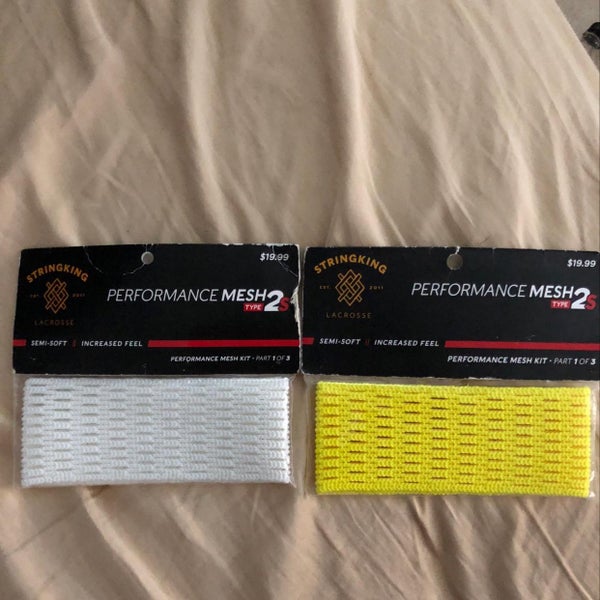 $19.99
STRINGKING
EST. 2011
LACROSSE
PERFORMANCE MESH
TYPE 2S
SEMI-SOFT || INCREASED FEEL
PERFORMANCE MESH KIT • PART 1 OF 3
$19.99
STRINGKING
EST. 2011
LACROSSE
PERFORMANCE MESH
TYPE 2S
SEMI-SOFT || INCREASED FEEL
PERFORMANCE MESH KIT • PART 1 OF 3